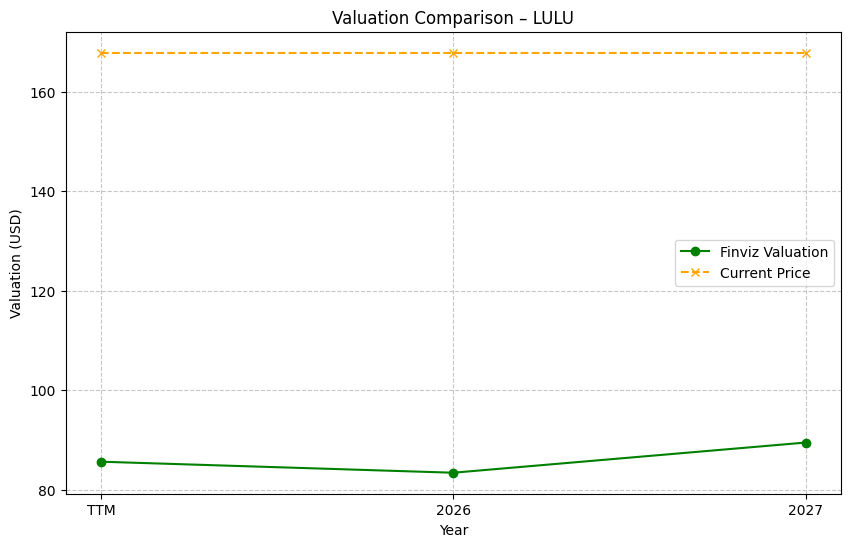 Valuation Comparison – LULU
Valuation (USD)
160
140
120
100
80
Finviz Valuation
Current Price
TTM
2026
2027
Year